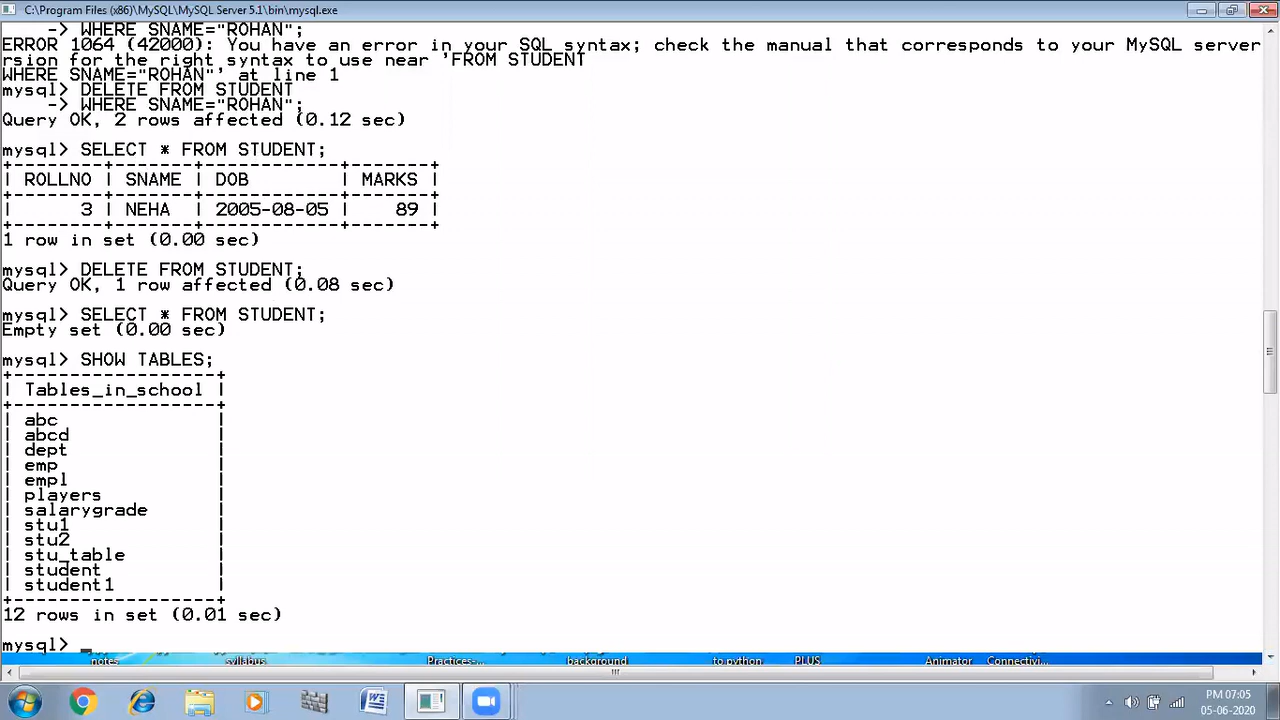 C:\Program Files (x86)\MySQL\MySQL Server 5.1\bin\mysql.exe
-> WHERE SNAME="ROHAN";
ERROR 1064 (42000): You have an error in your SQL syntax; check the manual that corresponds to your MySQL server
rsion for the right syntax to use near 'FROM STUDENT
WHERE SNAME="ROHAN"' at line 1
mysql> DELETE FROM STUDENT
-> WHERE SNAME="ROHAN";
Query OK, 2 rows affected (0.12 sec)
mysql> SELECT * FROM STUDENT;
+--------+-------+------------+-------+
| ROLLNO | SNAME | DOB | MARKS |
+--------+-------+------------+-------+
| 3 | NEHA | 2005-08-05 | 89 |
+--------+-------+------------+-------+
1 row in set (0.00 sec)
mysql> DELETE FROM STUDENT;
Query OK, 1 row affected (0.08 sec)
mysql> SELECT * FROM STUDENT;
Empty set (0.00 sec)
mysql> SHOW TABLES;
+------------------+
| Tables_in_school |
+------------------+
| abc |
| abcd |
| dept |
| emp |
| empl |
| players |
| salarygrade |
| stu1 |
| stu2 |
| stu_table |
| student |
| student1 |
+------------------+
12 rows in set (0.01 sec)
mysql> _
notes syllabus Practices-... background to python PLUS Animator Connectivi...
PM 07:05
05-06-2020